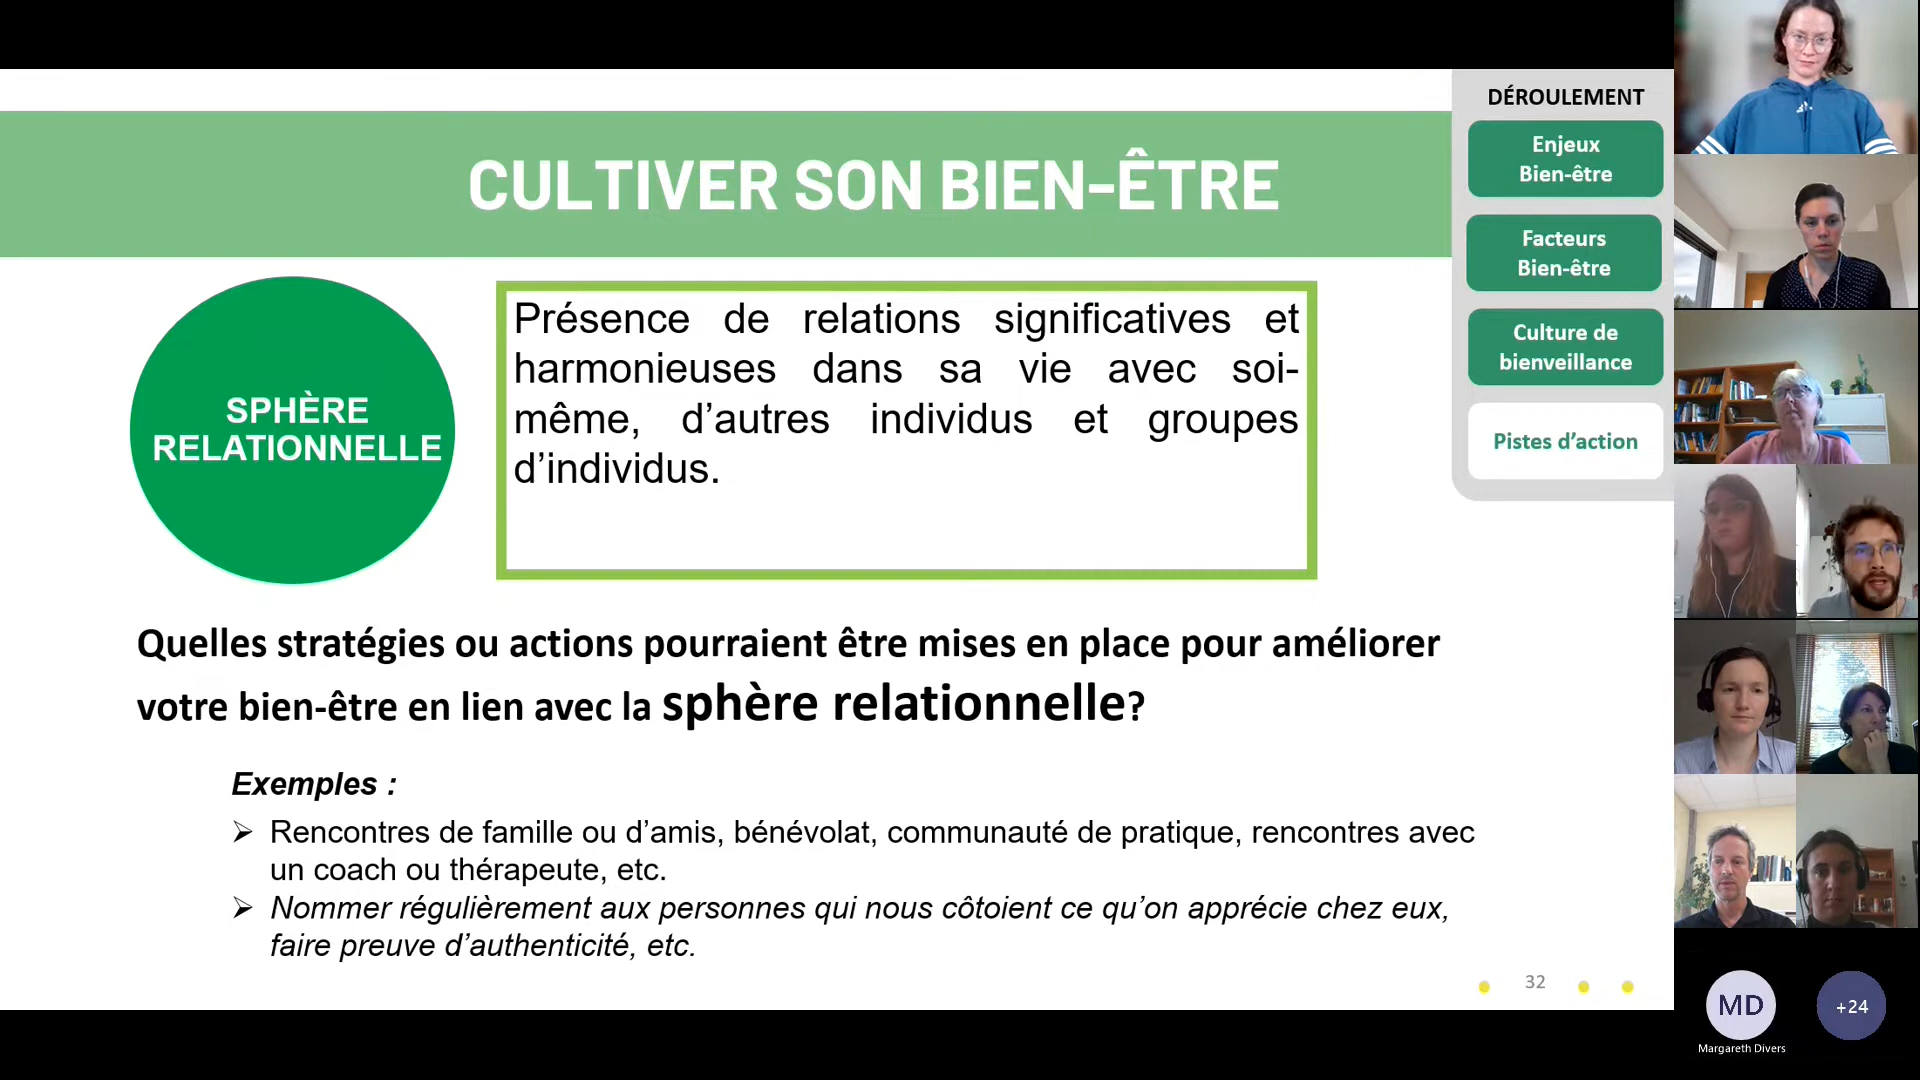 CULTIVER SON BIEN-ÊTRE
SPHÈRE
RELATIONNELLE
Présence de relations significatives et
harmonieuses dans sa vie avec soi-
même, d’autres individus et groupes
d’individus.
Quelles stratégies ou actions pourraient être mises en place pour améliorer
votre bien-être en lien avec la sphère relationnelle?
Exemples :
➢ Rencontres de famille ou d’amis, bénévolat, communauté de pratique, rencontres avec
un coach ou thérapeute, etc.
➢ Nommer régulièrement aux personnes qui nous côtoient ce qu’on apprécie chez eux,
faire preuve d’authenticité, etc.
32
DÉROULEMENT
Enjeux
Bien-être
Facteurs
Bien-être
Culture de
bienveillance
Pistes d’action
MD
Margareth Divers
+24